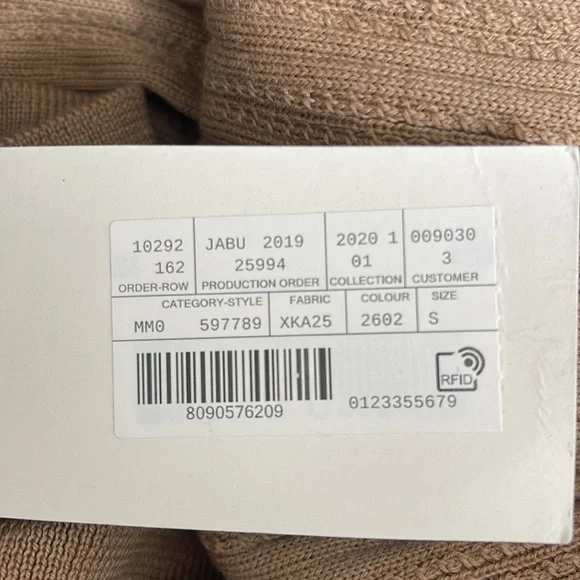 10292 JABU 2019 2020 1 009030
162 25994 01 3
ORDER-ROW PRODUCTION ORDER COLLECTION CUSTOMER
CATEGORY-STYLE FABRIC COLOUR SIZE
MM0 597789 XKA25 2602 S
RFID
8090576209 0123355679